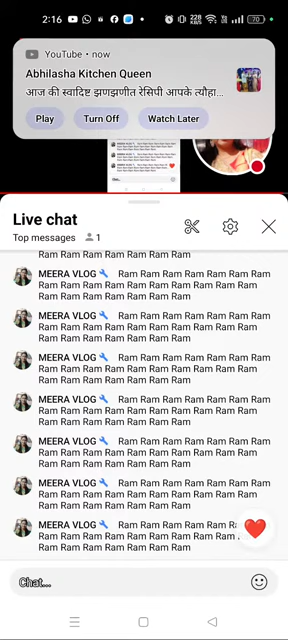 2:16
228
KB/S
70
YouTube • now
Abhilasha Kitchen Queen
आज की स्वादिष्ट झणझणीत रेसिपी आपके त्यौहा...
Play Turn Off Watch Later
Live chat
Top messages 1
Ram Ram Ram Ram Ram Ram Ram Ram
MEERA VLOG Ram Ram Ram Ram Ram Ram
Ram Ram Ram Ram Ram Ram Ram Ram Ram
Ram Ram Ram Ram Ram Ram Ram Ram
MEERA VLOG Ram Ram Ram Ram Ram Ram
Ram Ram Ram Ram Ram Ram Ram Ram Ram
Ram Ram Ram Ram Ram Ram Ram Ram
MEERA VLOG Ram Ram Ram Ram Ram Ram
Ram Ram Ram Ram Ram Ram Ram Ram Ram
Ram Ram Ram Ram Ram Ram Ram Ram
MEERA VLOG Ram Ram Ram Ram Ram Ram
Ram Ram Ram Ram Ram Ram Ram Ram Ram
Ram Ram Ram Ram Ram Ram Ram Ram
MEERA VLOG Ram Ram Ram Ram Ram Ram
Ram Ram Ram Ram Ram Ram Ram Ram Ram
Ram Ram Ram Ram Ram Ram Ram Ram
MEERA VLOG Ram Ram Ram Ram Ram Ram
Ram Ram Ram Ram Ram Ram Ram Ram Ram
Ram Ram Ram Ram Ram Ram Ram Ram
MEERA VLOG Ram Ram Ram Ram
Ram Ram Ram Ram Ram Ram Ram
Ram Ram Ram Ram Ram Ram Ram Ram
Chat...